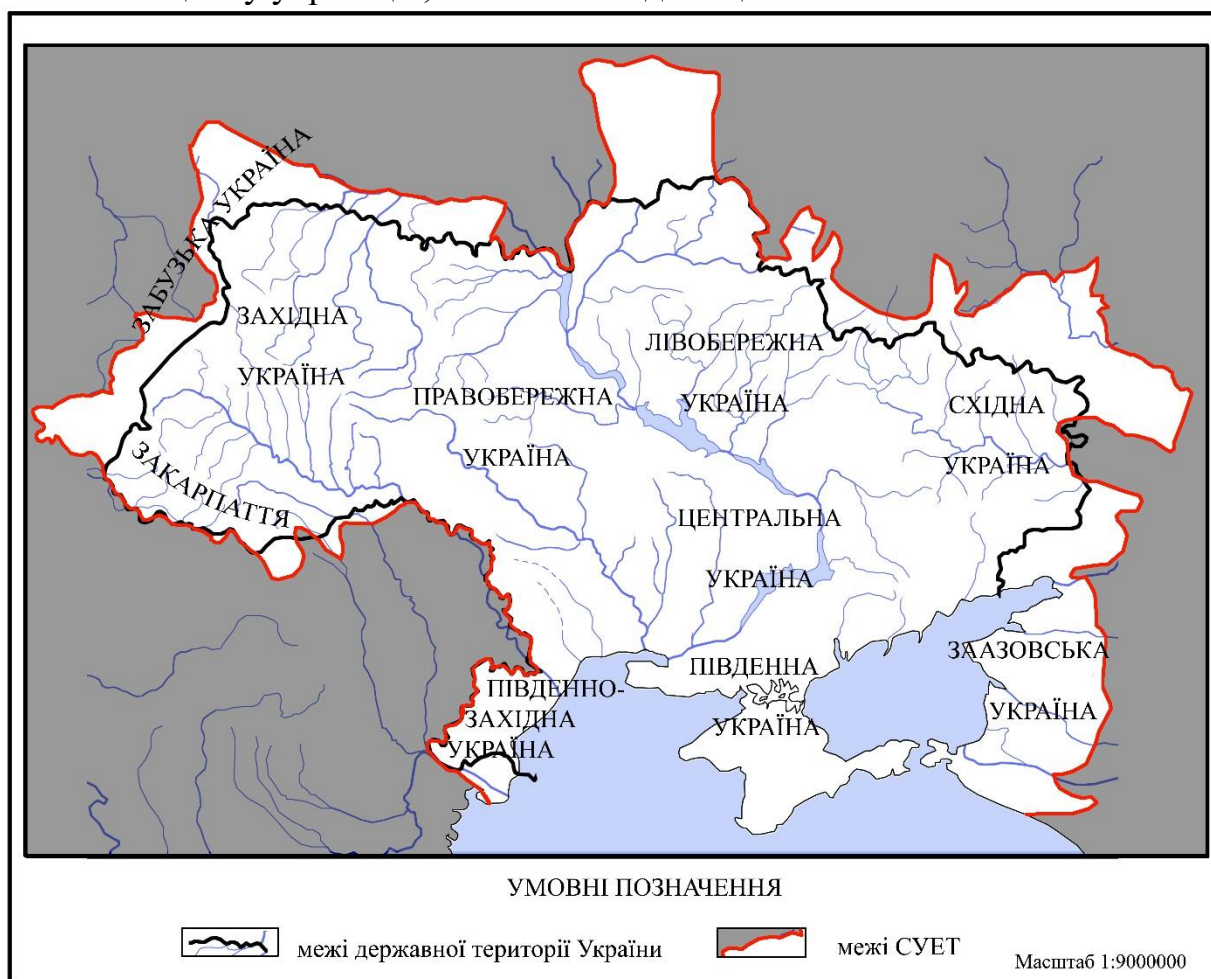 ЗАБУЗЬКА УКРАЇНА
ЗАХІДНА
УКРАЇНА
ЗАКАРПАТТЯ
ПРАВОБЕРЕЖНА
УКРАЇНА
ЛІВОБЕРЕЖНА
УКРАЇНА
СХІДНА
УКРАЇНА
ЦЕНТРАЛЬНА
УКРАЇНА
ПІВДЕННО-
ЗАХІДНА
УКРАЇНА
ПІВДЕННА
УКРАЇНА
ЗААЗОВСЬКА
УКРАЇНА
УМОВНІ ПОЗНАЧЕННЯ
межі державної території України
межі СУЕТ
Масштаб 1:9000000